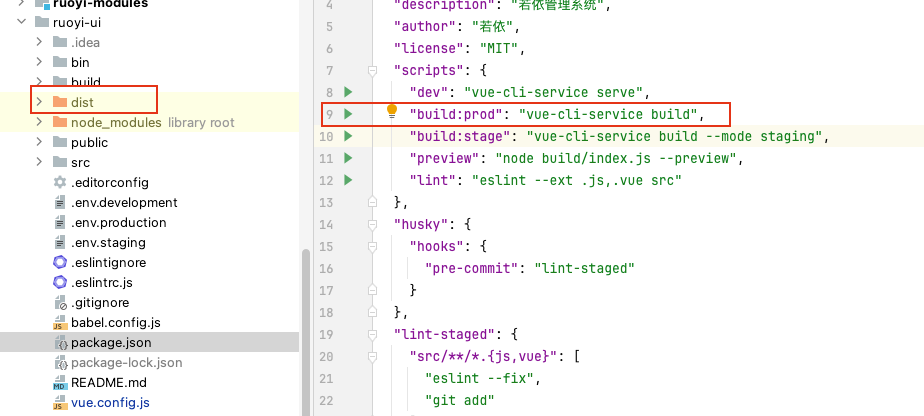 ruoyi-modules
ruoyi-ui
.idea
bin
build
dist
node_modules library root
public
src
.editorconfig
.env.development
.env.production
.env.staging
.eslintignore
.eslintrc.js
.gitignore
babel.config.js
package.json
package-lock.json
README.md
vue.config.js
4 "description": "若依管理系统",
5 "author": "若依",
6 "license": "MIT",
7 "scripts": {
8 "dev": "vue-cli-service serve",
9 "build:prod": "vue-cli-service build",
10 "build:stage": "vue-cli-service build --mode staging",
11 "preview": "node build/index.js --preview",
12 "lint": "eslint --ext .js,.vue src"
13 },
14 "husky": {
15 "hooks": {
16 "pre-commit": "lint-staged"
17 }
18 },
19 "lint-staged": {
20 "src/**/*.{js,vue}": [
21 "eslint --fix",
22 "git add"